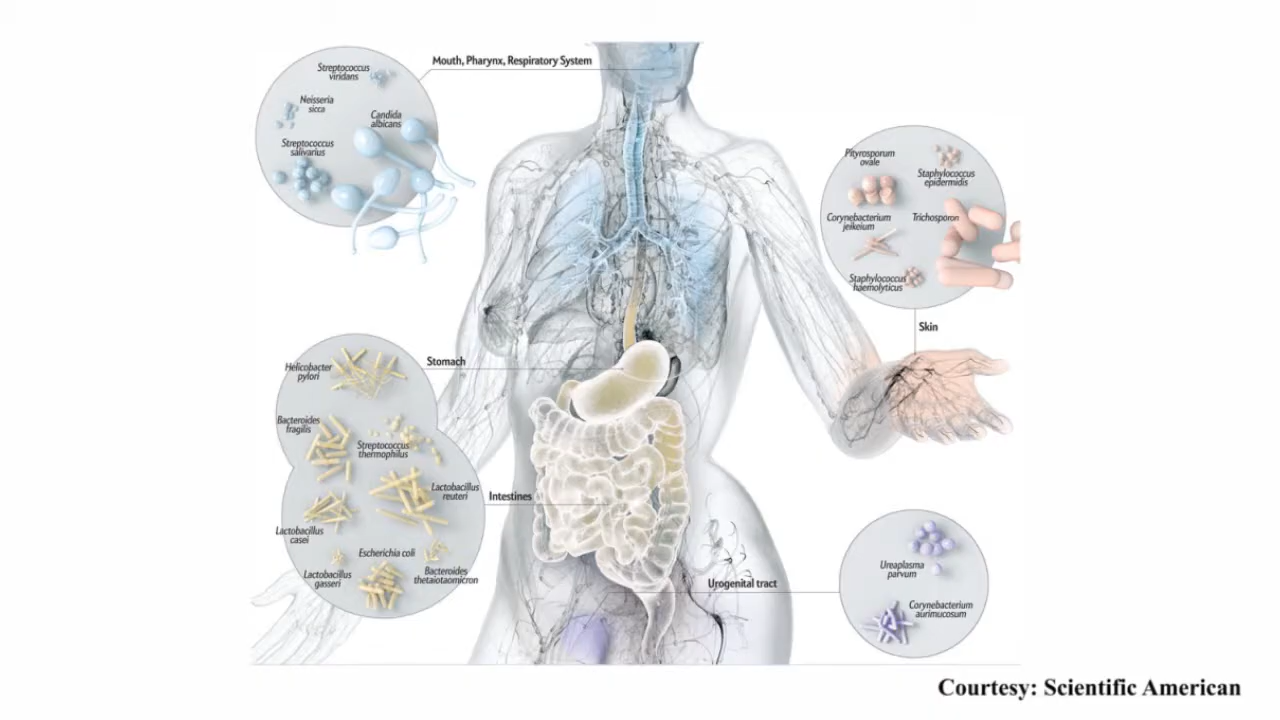 Mouth, Pharynx, Respiratory System
Streptococcus
viridans
Neisseria
sicca
Candida
albicans
Streptococcus
salivarius
Pityrosporum
ovale
Staphylococcus
epidermidis
Corynebacterium
jeikeium
Trichosporon
Staphylococcus
haemolyticus
Skin
Stomach
Helicobacter
pylori
Bacteroides
fragilis
Streptococcus
thermophilus
Lactobacillus
reuteri
Intestines
Lactobacillus
casei
Escherichia coli
Lactobacillus
gasseri
Bacteroides
thetaiotaomicron
Urogenital tract
Ureaplasma
parvum
Corynebacterium
aurimucosum
Courtesy: Scientific American